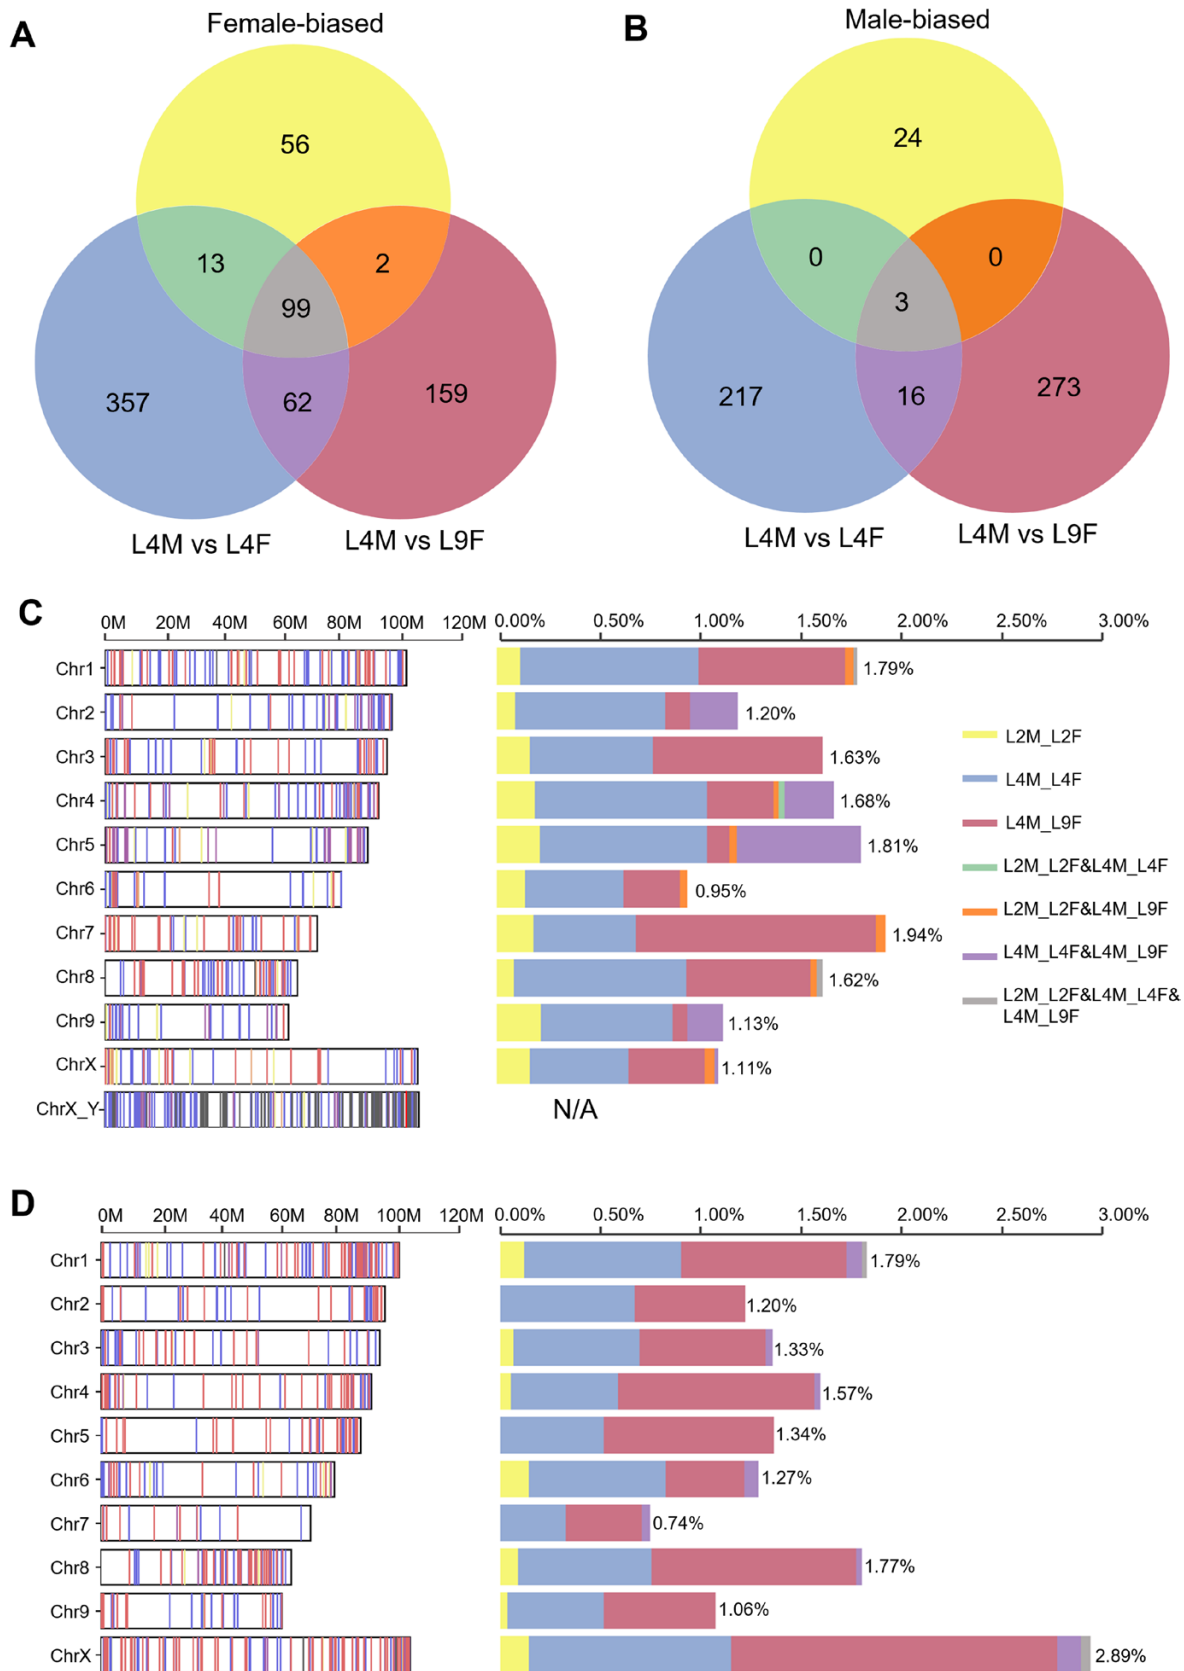 A
Female-biased
56
13
2
99
357
62
159
L4M vs L4F
L4M vs L9F
B
Male-biased
24
0
0
3
217
16
273
L4M vs L4F
L4M vs L9F
C
0M 20M 40M 60M 80M 100M 120M
0.00% 0.50% 1.00% 1.50% 2.00% 3.00%
Chr1 1.79%
Chr2 1.20%
Chr3 1.63%
Chr4 1.68%
Chr5 1.81%
Chr6 0.95%
Chr7 1.94%
Chr8 1.62%
Chr9 1.13%
ChrX 1.11%
ChrX_Y N/A
L2M_L2F
L4M_L4F
L4M_L9F
L2M_L2F&L4M_L4F
L2M_L2F&L4M_L9F
L4M_L4F&L4M_L9F
L2M_L2F&L4M_L4F&
L4M_L9F
D
0M 20M 40M 60M 80M 100M 120M
0.00% 0.50% 1.00% 1.50% 2.00% 3.00%
Chr1 1.79%
Chr2 1.20%
Chr3 1.33%
Chr4 1.57%
Chr5 1.34%
Chr6 1.27%
Chr7 0.74%
Chr8 1.77%
Chr9 1.06%
ChrX 2.89%